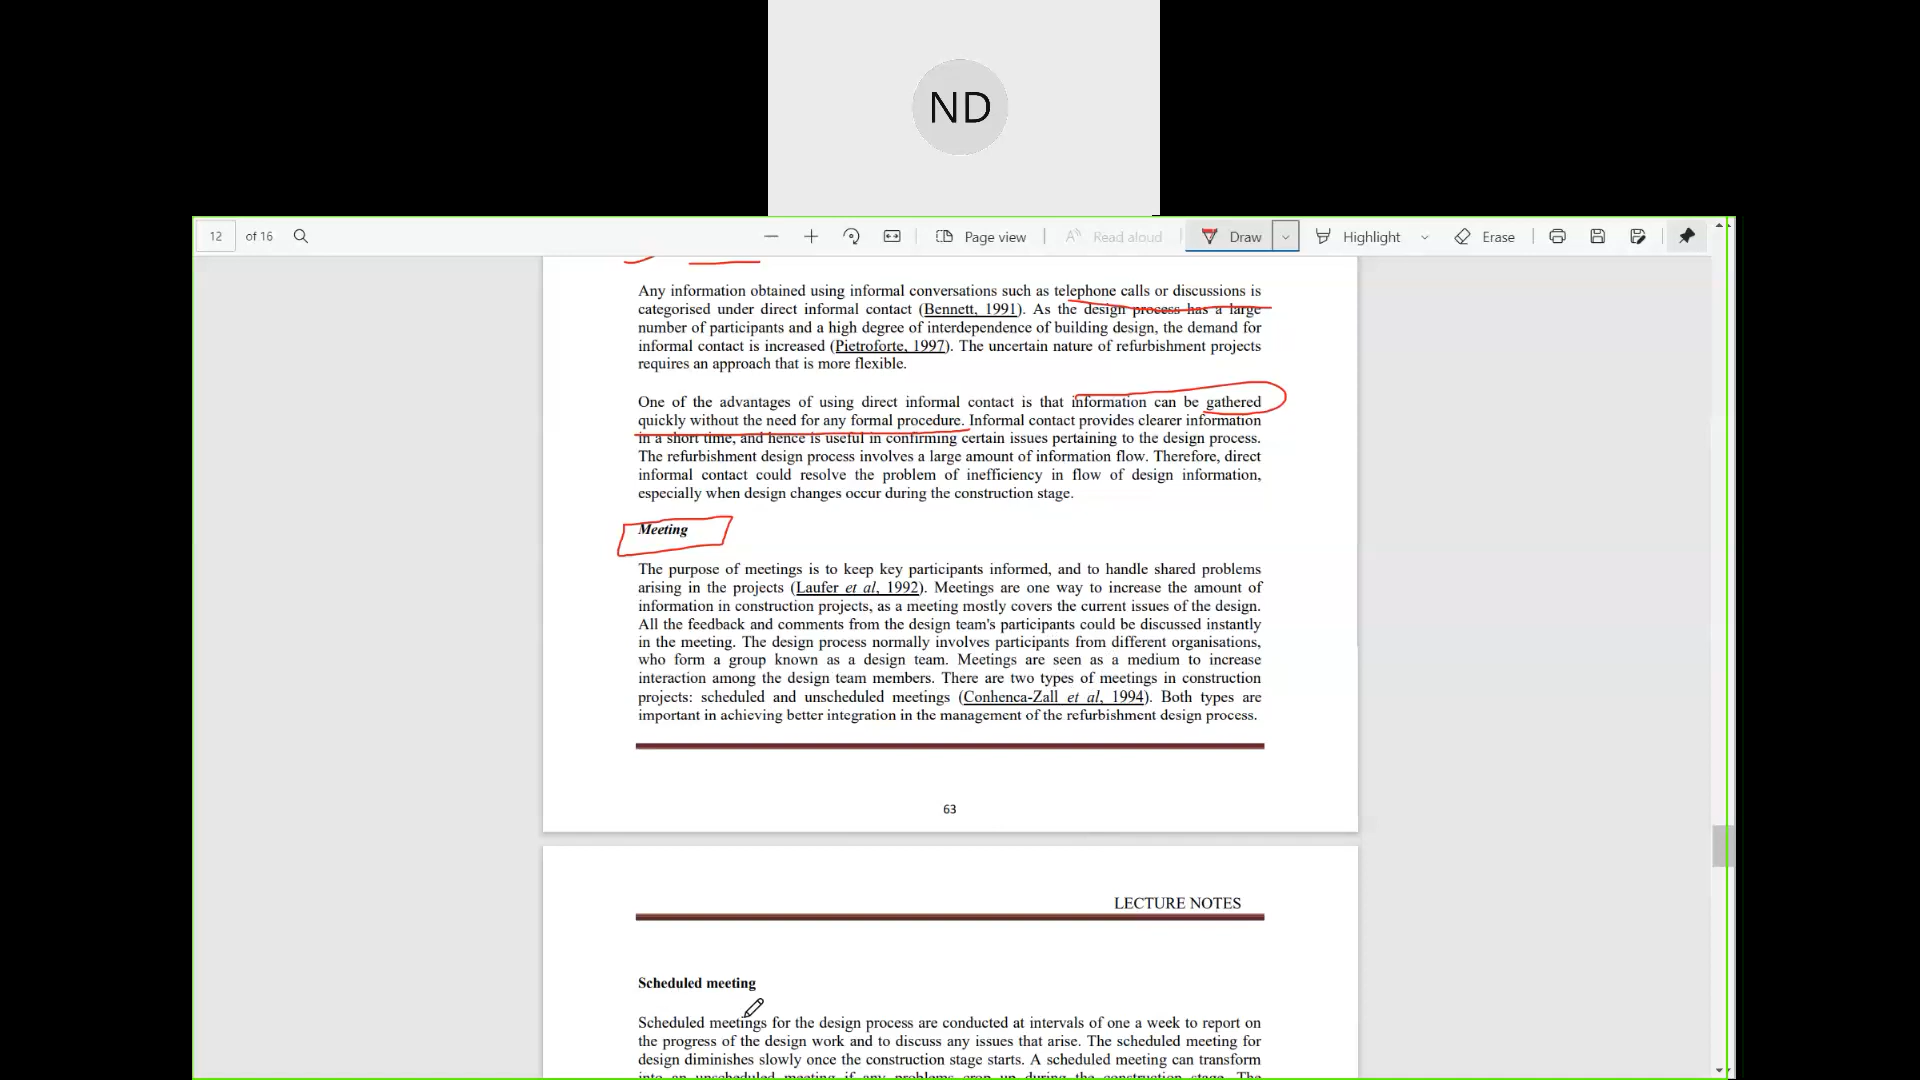 ND
12 of 16 Page view Read aloud Draw Highlight Erase
Any information obtained using informal conversations such as telephone calls or discussions is
categorised under direct informal contact (Bennett, 1991). As the design process has a large
number of participants and a high degree of interdependence of building design, the demand for
informal contact is increased (Pietroforte, 1997). The uncertain nature of refurbishment projects
requires an approach that is more flexible.
One of the advantages of using direct informal contact is that information can be gathered
quickly without the need for any formal procedure. Informal contact provides clearer information
in a short time, and hence is useful in confirming certain issues pertaining to the design process.
The refurbishment design process involves a large amount of information flow. Therefore, direct
informal contact could resolve the problem of inefficiency in flow of design information,
especially when design changes occur during the construction stage.
Meeting
The purpose of meetings is to keep key participants informed, and to handle shared problems
arising in the projects (Laufer et al, 1992). Meetings are one way to increase the amount of
information in construction projects, as a meeting mostly covers the current issues of the design.
All the feedback and comments from the design team's participants could be discussed instantly
in the meeting. The design process normally involves participants from different organisations,
who form a group known as a design team. Meetings are seen as a medium to increase
interaction among the design team members. There are two types of meetings in construction
projects: scheduled and unscheduled meetings (Conhenca-Zall et al, 1994). Both types are
important in achieving better integration in the management of the refurbishment design process.
63
LECTURE NOTES
Scheduled meeting
Scheduled meetings for the design process are conducted at intervals of one a week to report on
the progress of the design work and to discuss any issues that arise. The scheduled meeting for
design diminishes slowly once the construction stage starts. A scheduled meeting can transform
into an unscheduled meeting if any problems crop up during the construction stage. The